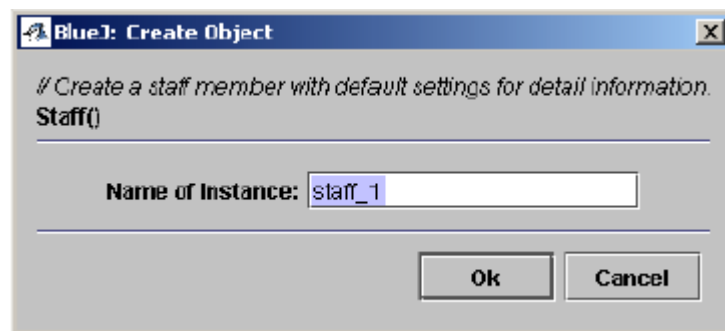 BlueJ: Create Object
// Create a staff member with default settings for detail information.
Staff()
Name of Instance: staff_1
Ok Cancel